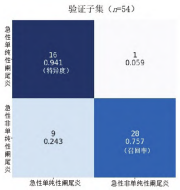 验证子集（n=54）
急性单纯性阑尾炎
16
0.941
（特异度）
1
0.059
急性非单纯性阑尾炎
9
0.243
28
0.757
（召回率）
急性单纯性阑尾炎
急性非单纯性阑尾炎